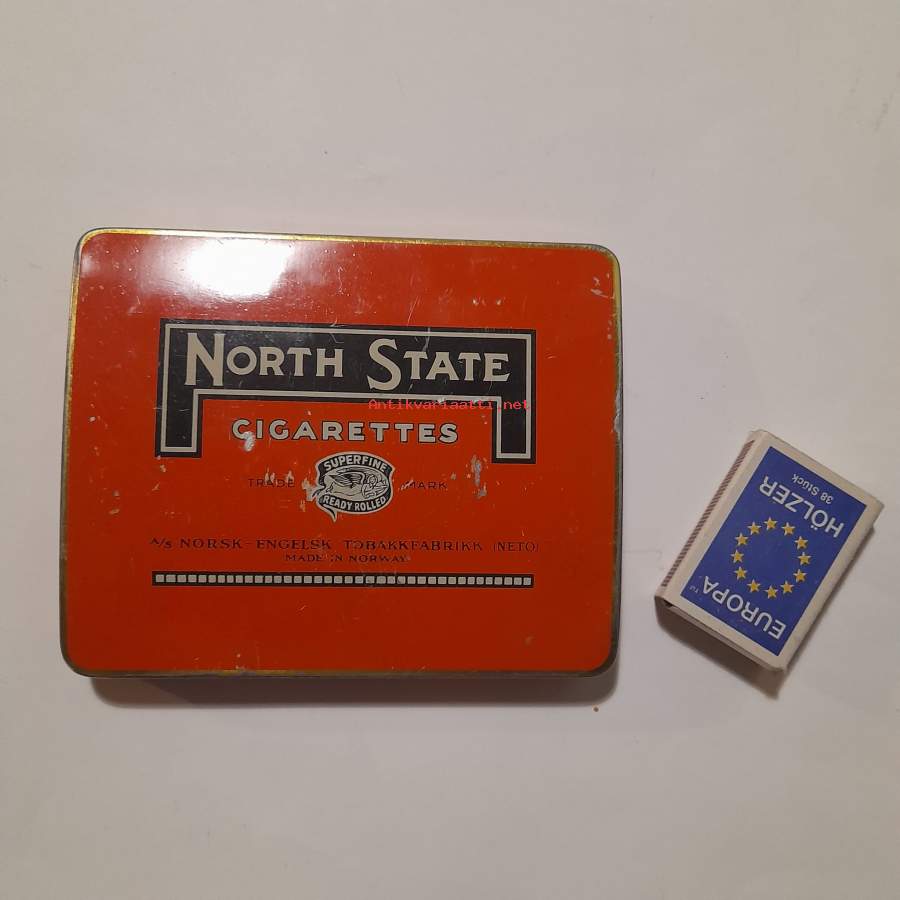 NORTH STATE
Antikvariaatti.net
CIGARETTES
SUPERFINE
TRADE MARK
READY ROLLED
A/S NORSK-ENGELSK TOBAKKFABRIKK (NETO)
MADE IN NORWAY
EUROPA
HÖLZER
38 Stück